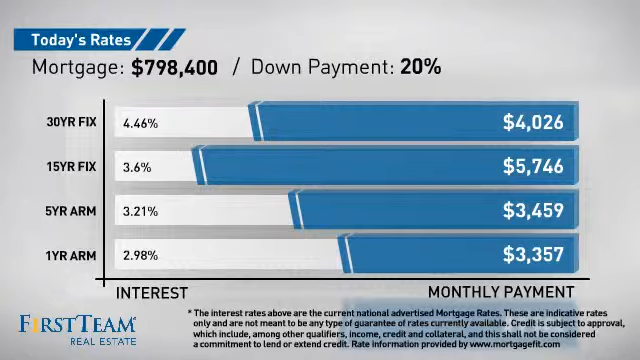 Today's Rates
Mortgage: $798,400 / Down Payment: 20%
30YR FIX 4.46% $4,026
15YR FIX 3.6% $5,746
5YR ARM 3.21% $3,459
1YR ARM 2.98% $3,357
INTEREST MONTHLY PAYMENT
FIRSTTEAM®
REAL ESTATE
* The interest rates above are the current national advertised Mortgage Rates. These are indicative rates
only and are not meant to be any type of guarantee of rates currently available. Credit is subject to approval,
which include, among other qualifiers, income, credit and collateral, and this shall not be considered
a commitment to lend or extend credit. Rate information provided by www.mortgagefit.com